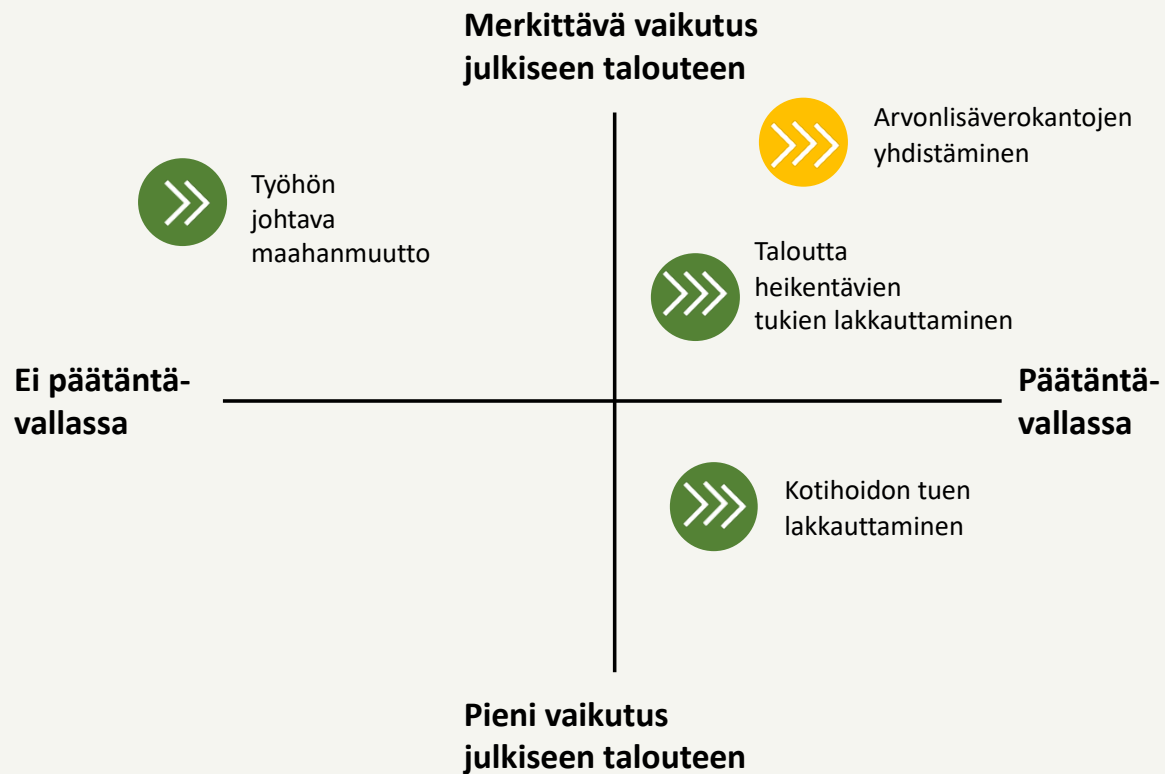 Merkittävä vaikutus
julkiseen talouteen
Arvonlisäverokantojen
yhdistäminen
Työhön
johtava
maahanmuutto
Taloutta
heikentävien
tukien lakkauttaminen
Ei päätäntä-
vallassa
Päätäntä-
vallassa
Kotihoidon tuen
lakkauttaminen
Pieni vaikutus
julkiseen talouteen